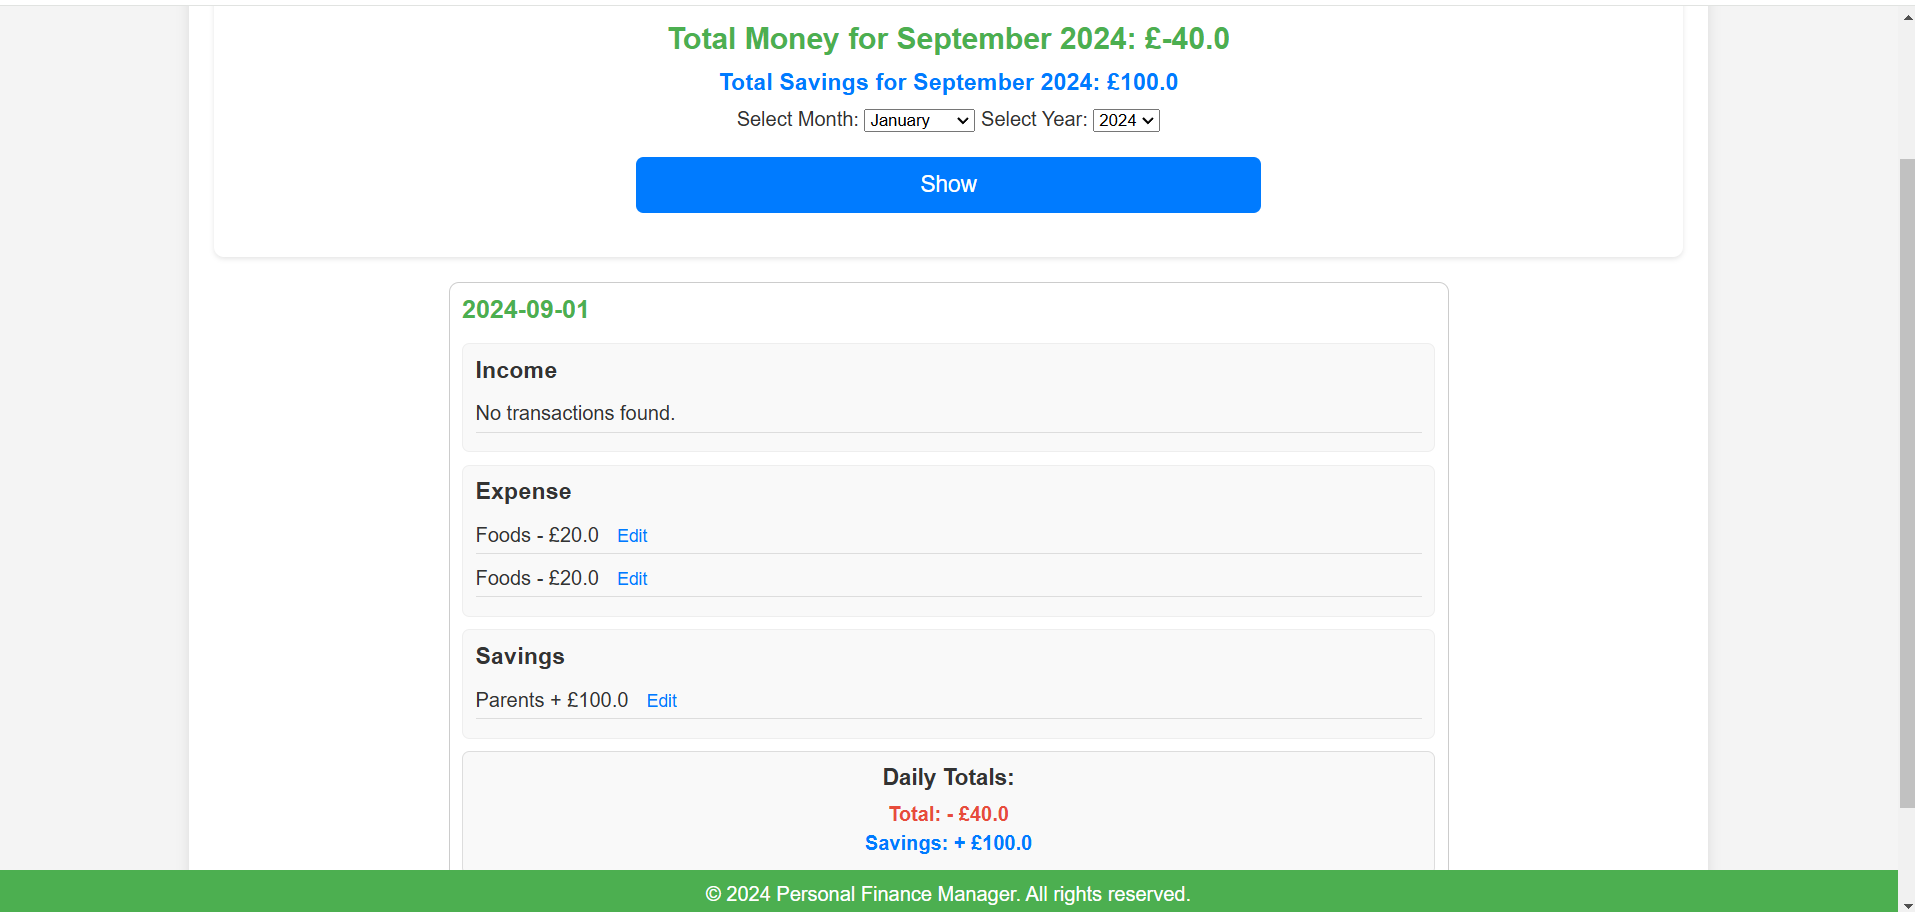 Total Money for September 2024: £-40.0
Total Savings for September 2024: £100.0
Select Month: January Select Year: 2024
Show
2024-09-01
Income
No transactions found.
Expense
Foods - £20.0 Edit
Foods - £20.0 Edit
Savings
Parents + £100.0 Edit
Daily Totals:
Total: - £40.0
Savings: + £100.0
© 2024 Personal Finance Manager. All rights reserved.